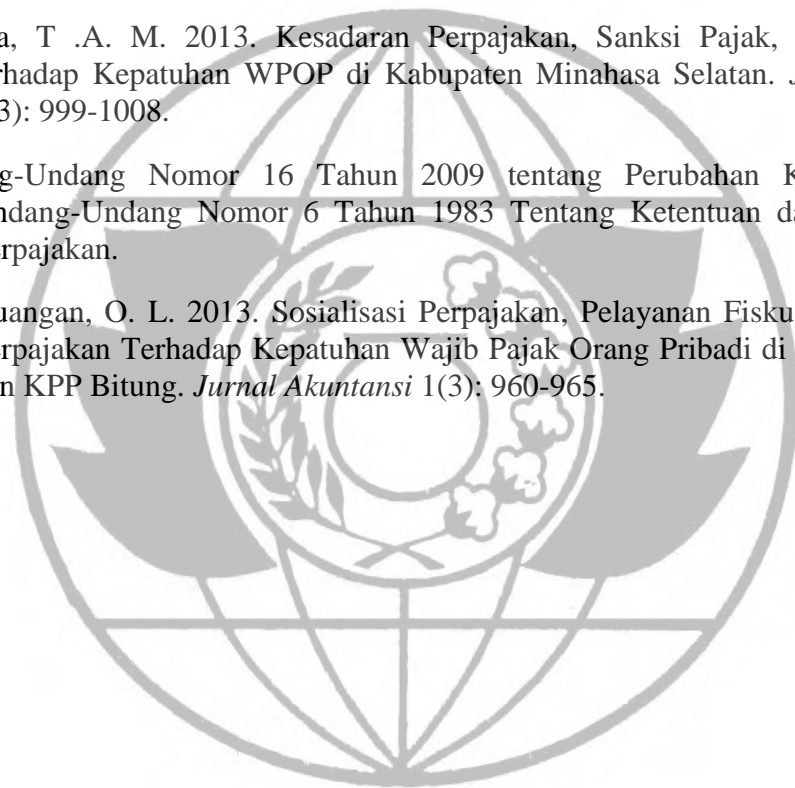 a, T .A. M. 2013. Kesadaran Perpajakan, Sanksi Pajak,
rhadap Kepatuhan WPOP di Kabupaten Minahasa Selatan. J
3): 999-1008.
g-Undang Nomor 16 Tahun 2009 tentang Perubahan K
ndang-Undang Nomor 6 Tahun 1983 Tentang Ketentuan da
erpajakan.
uangan, O. L. 2013. Sosialisasi Perpajakan, Pelayanan Fisku
erpajakan Terhadap Kepatuhan Wajib Pajak Orang Pribadi di
n KPP Bitung. Jurnal Akuntansi 1(3): 960-965.